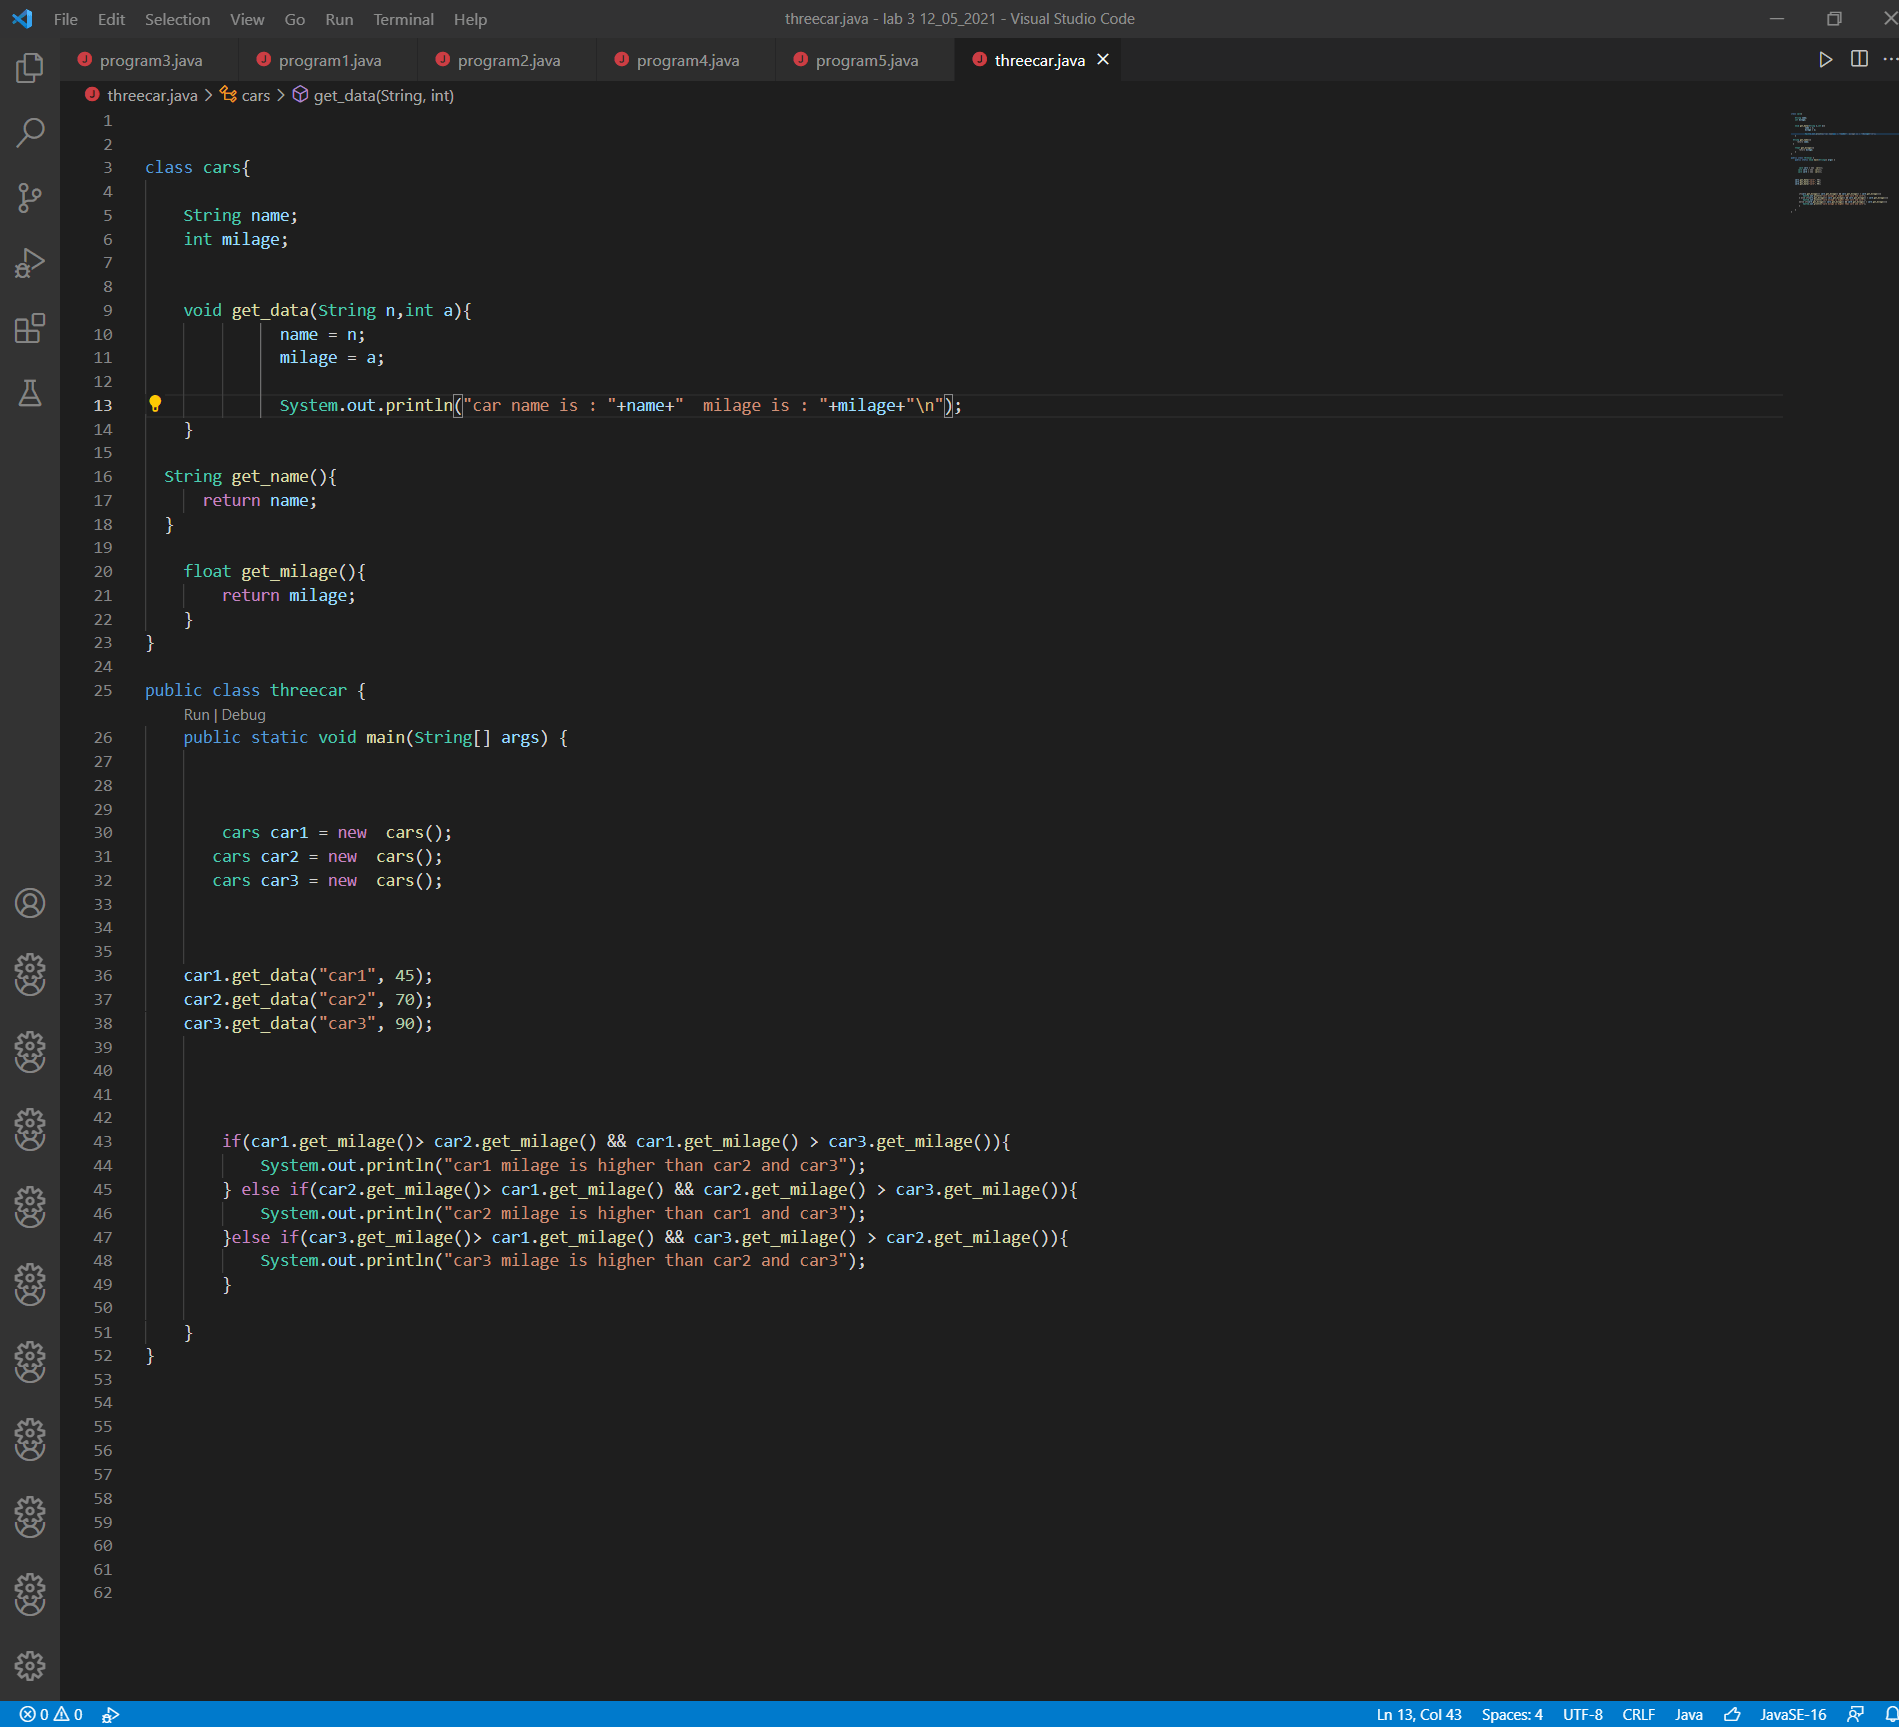 File Edit Selection View Go Run Terminal Help threecar.java - lab 3 12_05_2021 - Visual Studio Code
program3.java program1.java program2.java program4.java program5.java threecar.java
threecar.java > cars > get_data(String, int)
1
2
3 class cars{
4
5 String name;
6 int milage;
7
8
9 void get_data(String n,int a){
10 name = n;
11 milage = a;
12
13 System.out.println("car name is : "+name+"  milage is : "+milage+"\n");
14 }
15
16 String get_name(){
17 return name;
18 }
19
20 float get_milage(){
21 return milage;
22 }
23 }
24
25 public class threecar {
Run | Debug
26 public static void main(String[] args) {
27
28
29
30 cars car1 = new  cars();
31 cars car2 = new  cars();
32 cars car3 = new  cars();
33
34
35
36 car1.get_data("car1", 45);
37 car2.get_data("car2", 70);
38 car3.get_data("car3", 90);
39
40
41
42
43 if(car1.get_milage()> car2.get_milage() && car1.get_milage() > car3.get_milage()){
44 System.out.println("car1 milage is higher than car2 and car3");
45 } else if(car2.get_milage()> car1.get_milage() && car2.get_milage() > car3.get_milage()){
46 System.out.println("car2 milage is higher than car1 and car3");
47 }else if(car3.get_milage()> car1.get_milage() && car3.get_milage() > car2.get_milage()){
48 System.out.println("car3 milage is higher than car2 and car3");
49 }
50
51 }
52 }
53
54
55
56
57
58
59
60
61
62
0 0 Ln 13, Col 43 Spaces: 4 UTF-8 CRLF Java JavaSE-16